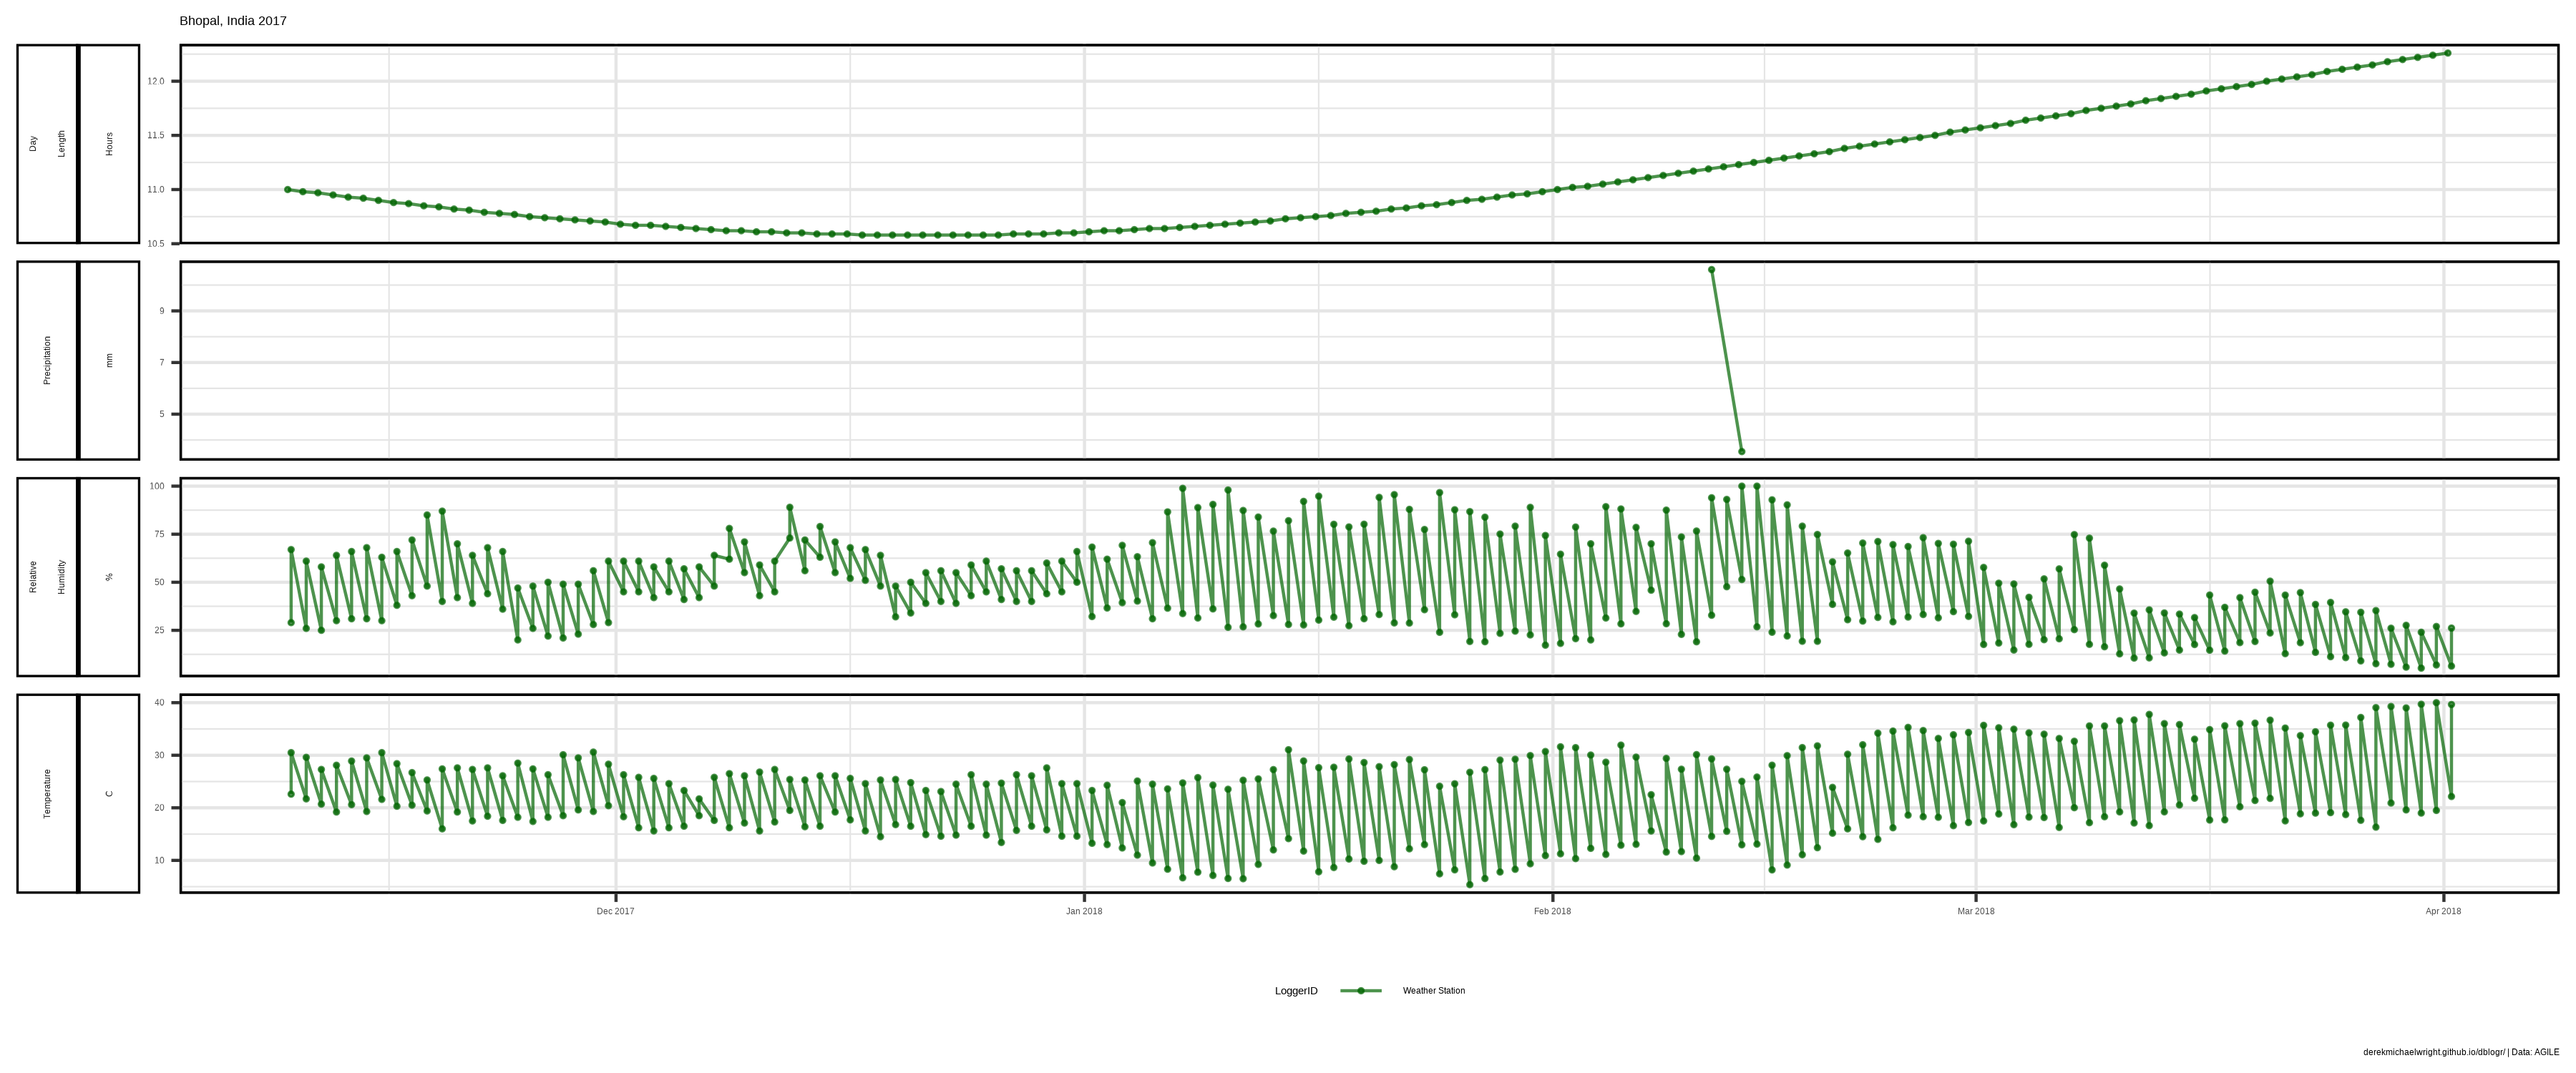 Bhopal, India 2017
Day
Length
Hours
12.0
11.5
11.0
10.5
Precipitation
mm
9
7
5
Relative
Humidity
%
100
75
50
25
Temperature
C
40
30
20
10
Dec 2017
Jan 2018
Feb 2018
Mar 2018
Apr 2018
LoggerID
Weather Station
derekmichaelwright.github.io/dblogr/ | Data: AGILE